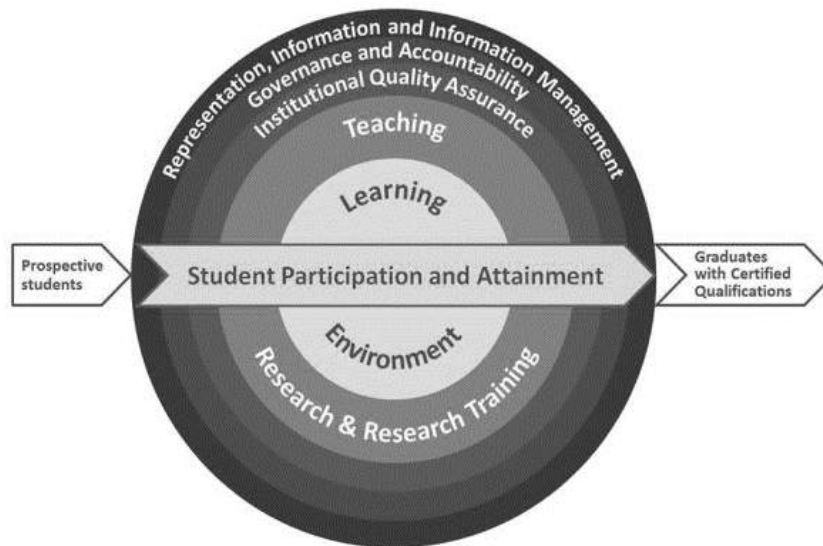 Representation, Information and Information Management
Governance and Accountability
Institutional Quality Assurance
Teaching
Learning
Prospective
students
Student Participation and Attainment
Graduates
with Certified
Qualifications
Environment
Research & Research Training